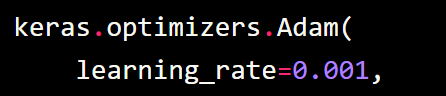 keras.optimizers.Adam(
    learning_rate=0.001,